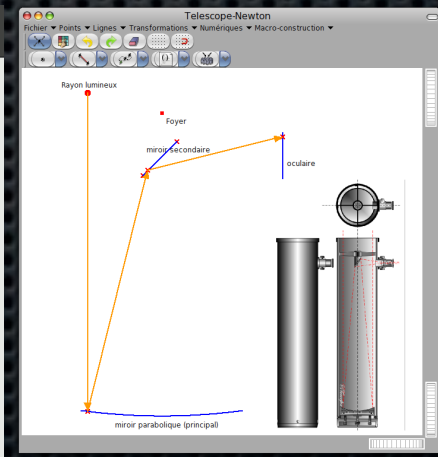 Telescope-Newton
Fichier Points Lignes Transformations Numériques Macro-construction
Rayon lumineux
Foyer
miroir secondaire
oculaire
miroir parabolique (principal)